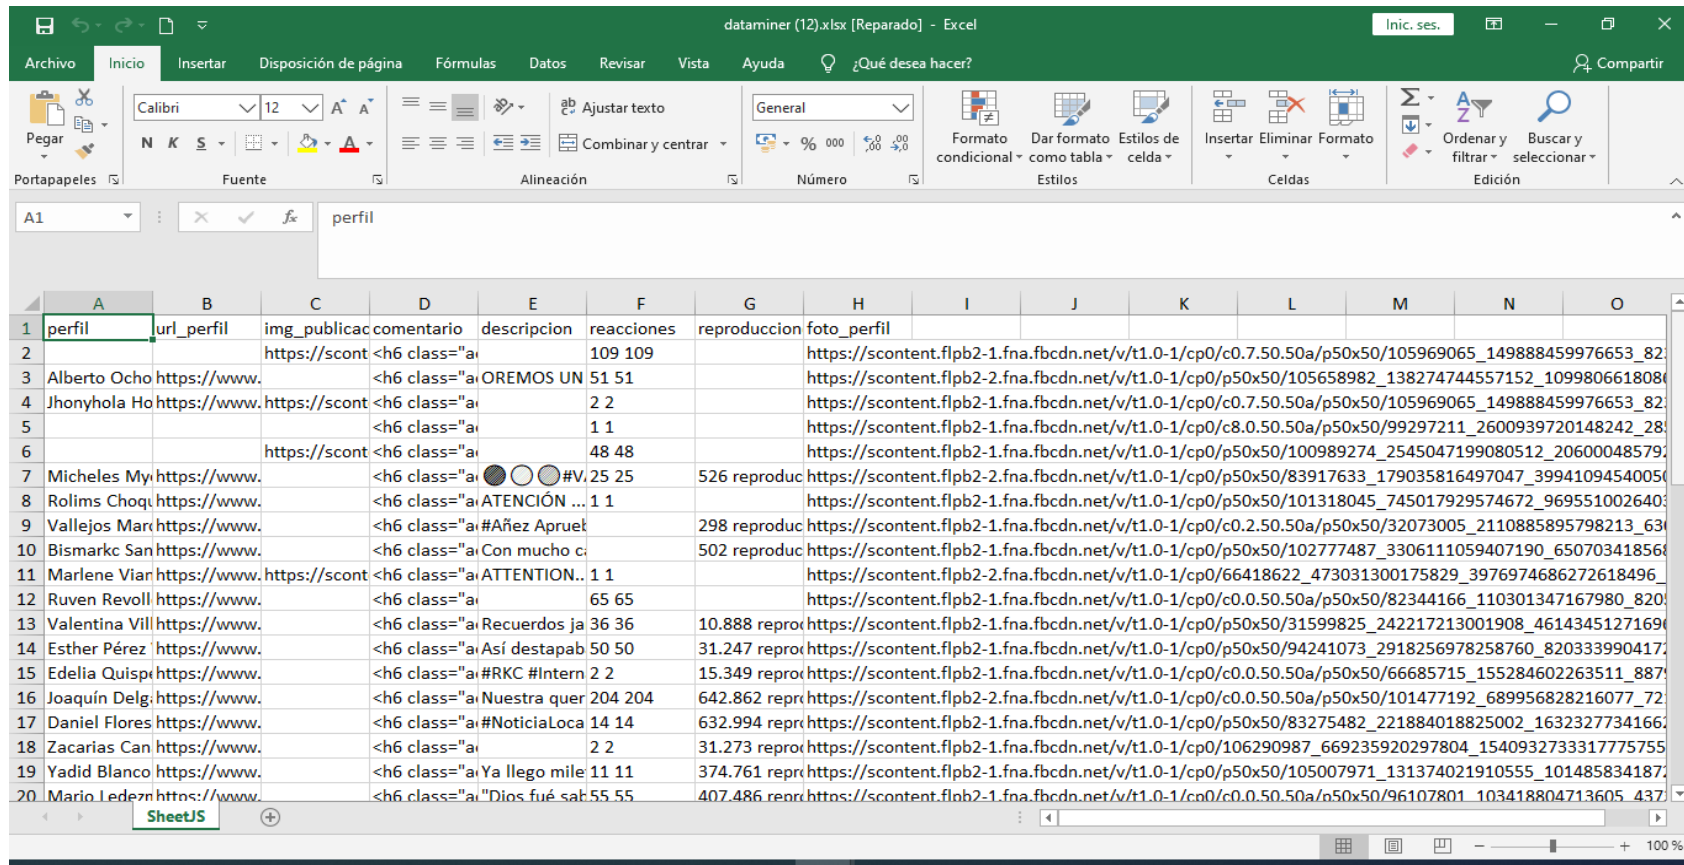 dataminer (12).xlsx [Reparado] - Excel
Inic. ses.
Archivo Inicio Insertar Disposición de página Fórmulas Datos Revisar Vista Ayuda ¿Qué desea hacer? Compartir
Pegar
Calibri 12
N K S
Ajustar texto
Combinar y centrar
General
% 000
Formato condicional
Dar formato como tabla
Estilos de celda
Insertar Eliminar Formato
Ordenar y filtrar
Buscar y seleccionar
Portapapeles Fuente Alineación Número Estilos Celdas Edición
A1 fx perfil
A B C D E F G H I J K L M N O
1 perfil url_perfil img_publicac comentario descripcion reacciones reproduccion foto_perfil
2 https://scont <h6 class="a 109 109 https://scontent.flpb2-1.fna.fbcdn.net/v/t1.0-1/cp0/c0.7.50.50a/p50x50/105969065_149888459976653_82
3 Alberto Ocho https://www. <h6 class="a OREMOS UN 51 51 https://scontent.flpb2-2.fna.fbcdn.net/v/t1.0-1/cp0/p50x50/105658982_138274744557152_109980661808
4 Jhonyhola Ho https://www. https://scont <h6 class="a 2 2 https://scontent.flpb2-1.fna.fbcdn.net/v/t1.0-1/cp0/c0.7.50.50a/p50x50/105969065_149888459976653_82
5 <h6 class="a 1 1 https://scontent.flpb2-1.fna.fbcdn.net/v/t1.0-1/cp0/c8.0.50.50a/p50x50/99297211_2600939720148242_28
6 https://scont <h6 class="a 48 48 https://scontent.flpb2-1.fna.fbcdn.net/v/t1.0-1/cp0/p50x50/100989274_2545047199080512_206000485792
7 Micheles My https://www. <h6 class="a #V 25 25 526 reproduc https://scontent.flpb2-1.fna.fbcdn.net/v/t1.0-1/cp0/p50x50/83917633_179035816497047_39941094540050
8 Rolims Choq https://www. <h6 class="a ATENCIÓN ... 1 1 https://scontent.flpb2-1.fna.fbcdn.net/v/t1.0-1/cp0/p50x50/101318045_745017929574672_9695510026403
9 Vallejos Mar https://www. <h6 class="a #Añez Aprueb 298 reproduc https://scontent.flpb2-1.fna.fbcdn.net/v/t1.0-1/cp0/c0.2.50.50a/p50x50/32073005_2110885895798213_63
10 Bismarkc San https://www. <h6 class="a Con mucho c 502 reproduc https://scontent.flpb2-1.fna.fbcdn.net/v/t1.0-1/cp0/p50x50/102777487_3306111059407190_65070341856
11 Marlene Vian https://www. https://scont <h6 class="a ATTENTION.. 1 1 https://scontent.flpb2-2.fna.fbcdn.net/v/t1.0-1/cp0/66418622_473031300175829_3976974686272618496_
12 Ruven Revoll https://www. <h6 class="a 65 65 https://scontent.flpb2-1.fna.fbcdn.net/v/t1.0-1/cp0/c0.0.50.50a/p50x50/82344166_110301347167980_820
13 Valentina Vil https://www. <h6 class="a Recuerdos ja 36 36 10.888 repro https://scontent.flpb2-1.fna.fbcdn.net/v/t1.0-1/cp0/p50x50/31599825_242217213001908_46143451271696
14 Esther Pérez https://www. <h6 class="a Así destapab 50 50 31.247 repro https://scontent.flpb2-1.fna.fbcdn.net/v/t1.0-1/cp0/p50x50/94241073_2918256978258760_8203339904172
15 Edelia Quisp https://www. <h6 class="a #RKC #Intern 2 2 15.349 repro https://scontent.flpb2-1.fna.fbcdn.net/v/t1.0-1/cp0/c0.0.50.50a/p50x50/66685715_155284602263511_887
16 Joaquín Delg https://www. <h6 class="a Nuestra quer 204 204 642.862 repr https://scontent.flpb2-2.fna.fbcdn.net/v/t1.0-1/cp0/c0.0.50.50a/p50x50/101477192_689956828216077_72
17 Daniel Flores https://www. <h6 class="a #NoticiaLoca 14 14 632.994 repr https://scontent.flpb2-1.fna.fbcdn.net/v/t1.0-1/cp0/p50x50/83275482_221884018825002_16323277341662
18 Zacarias Can https://www. <h6 class="a 2 2 31.273 repro https://scontent.flpb2-1.fna.fbcdn.net/v/t1.0-1/cp0/106290987_669235920297804_1540932733317775755
19 Yadid Blanco https://www. <h6 class="a Ya llego mile 11 11 374.761 repr https://scontent.flpb2-1.fna.fbcdn.net/v/t1.0-1/cp0/p50x50/105007971_131374021910555_1014858341872
20 Mario Ledezm https://www. <h6 class="a "Dios fué sab 55 55 407.486 repr https://scontent.flpb2-1.fna.fbcdn.net/v/t1.0-1/cp0/c0.0.50.50a/p50x50/96107801_103418804713605_437
SheetJS
100 %